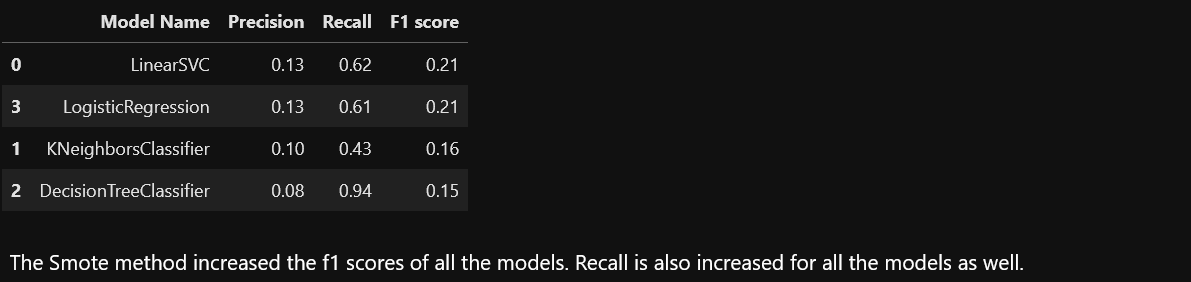 Model Name Precision Recall F1 score
0 LinearSVC 0.13 0.62 0.21
3 LogisticRegression 0.13 0.61 0.21
1 KNeighborsClassifier 0.10 0.43 0.16
2 DecisionTreeClassifier 0.08 0.94 0.15
The Smote method increased the f1 scores of all the models. Recall is also increased for all the models as well.